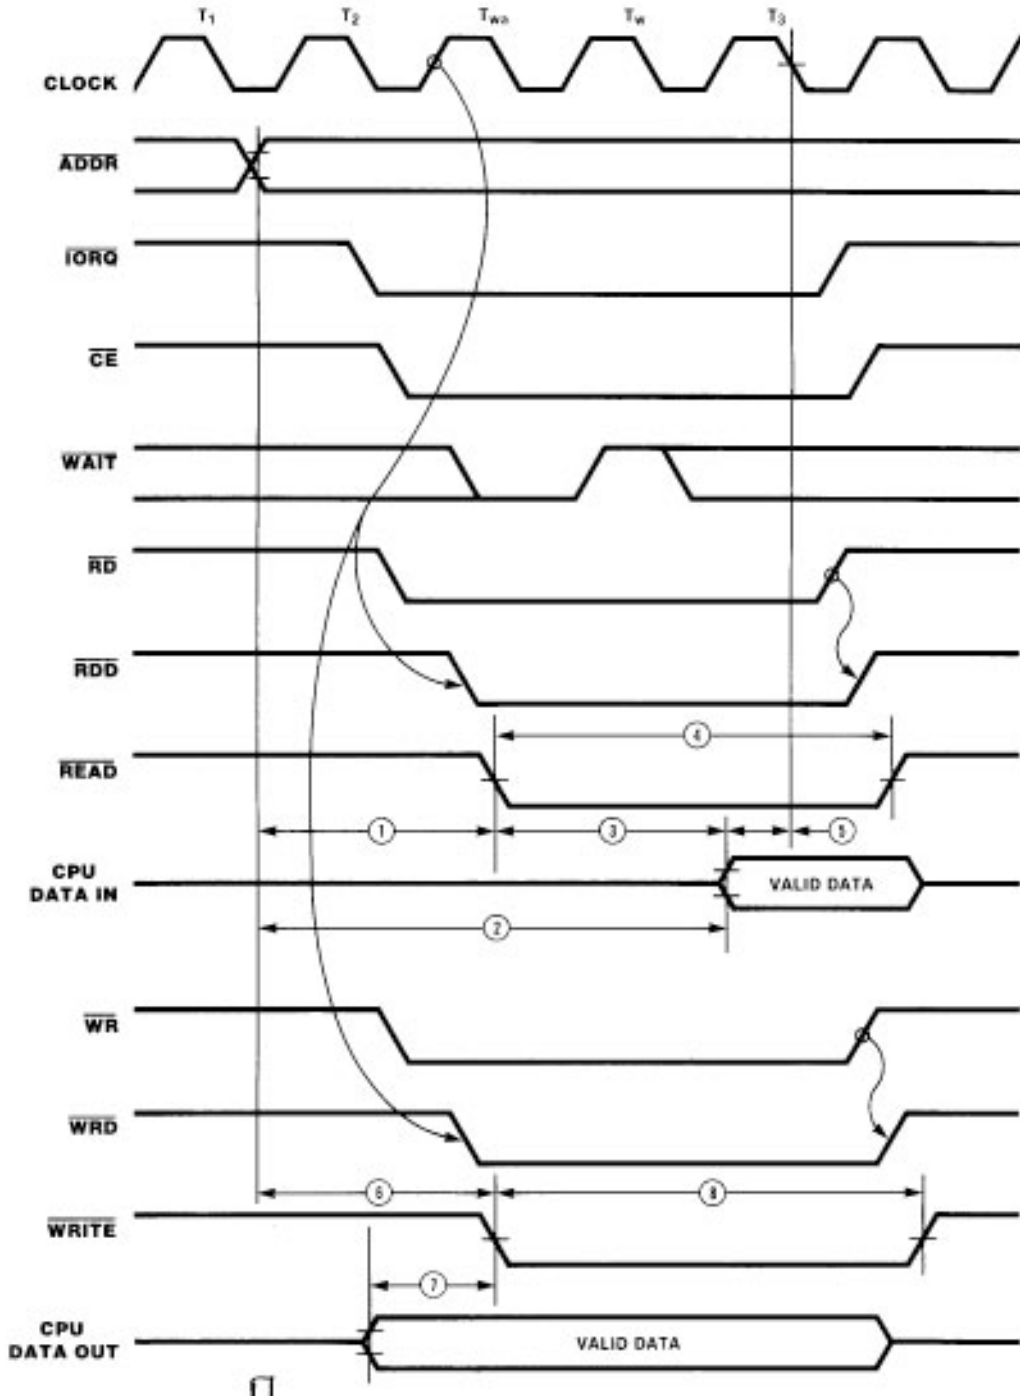 T1 T2 Twa Tw T3
CLOCK
ADDR
IORQ
CE
WAIT
RD
RDD
4
READ
1 3 5
CPU
DATA IN
VALID DATA
2
WR
WRD
6 8
WRITE
7
CPU
DATA OUT
VALID DATA